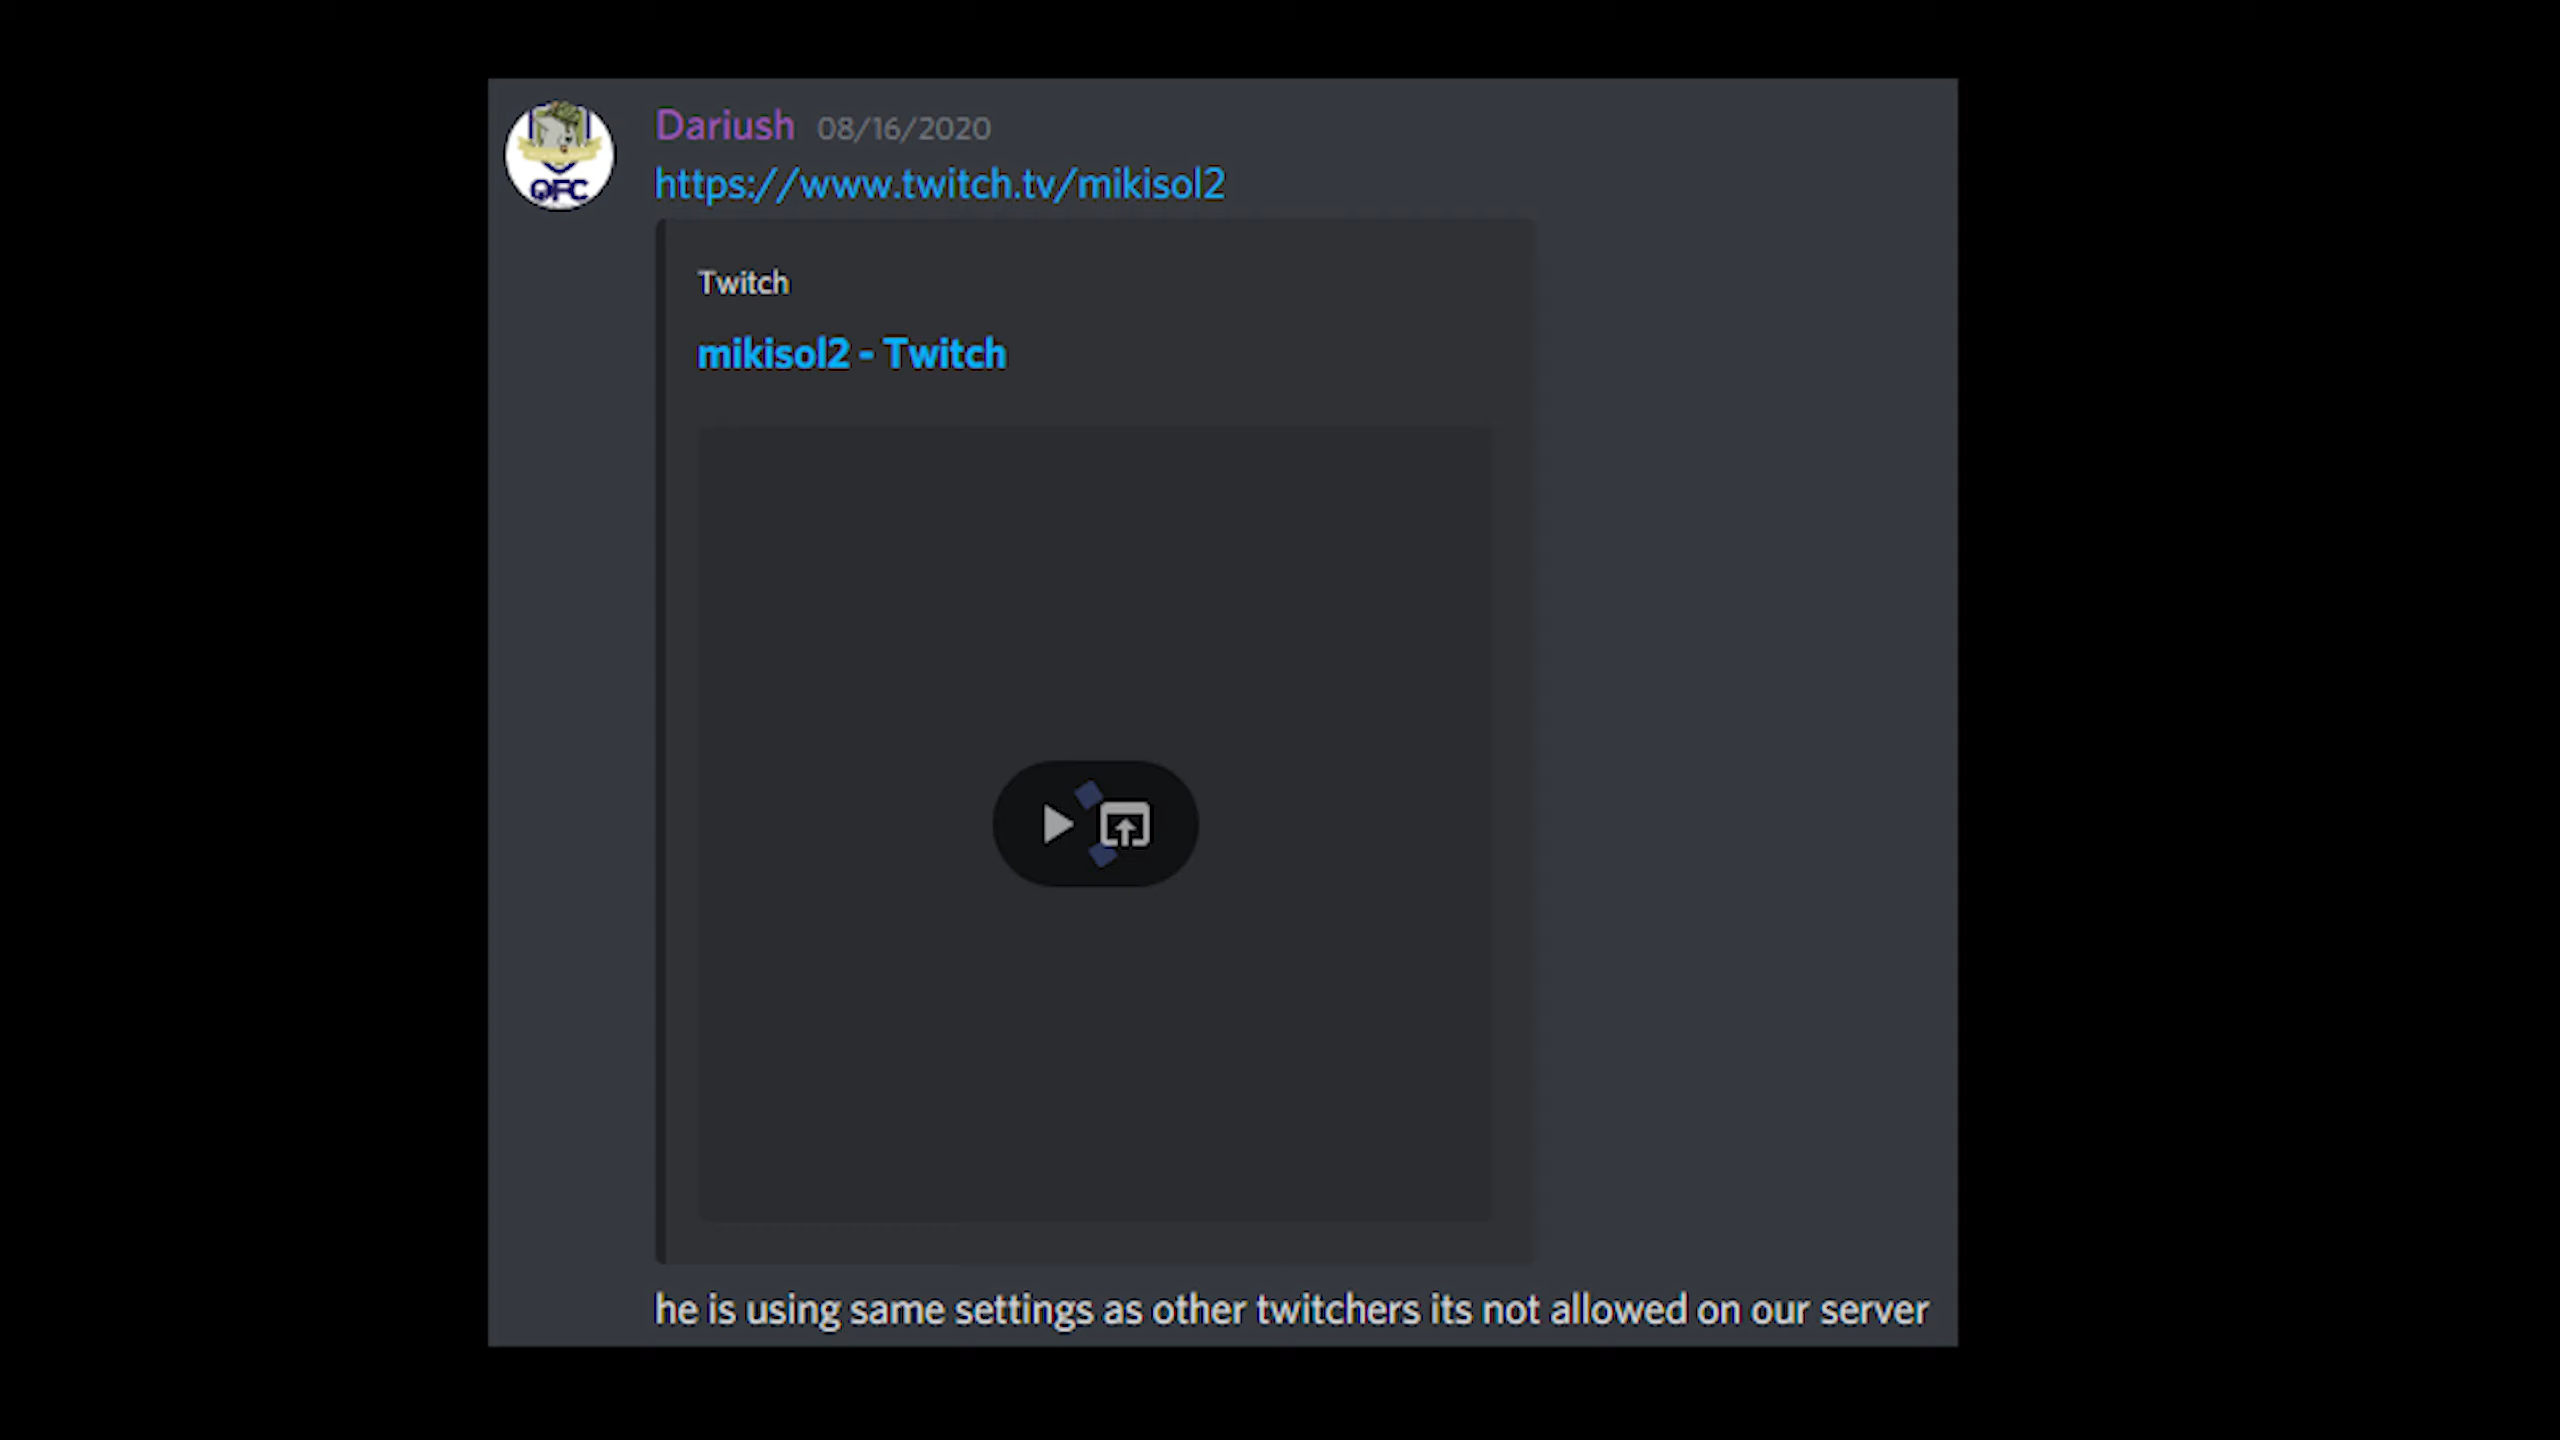 Dariush 08/16/2020
https://www.twitch.tv/mikisol2
QFC
Twitch
mikisol2 - Twitch
he is using same settings as other twitchers its not allowed on our server